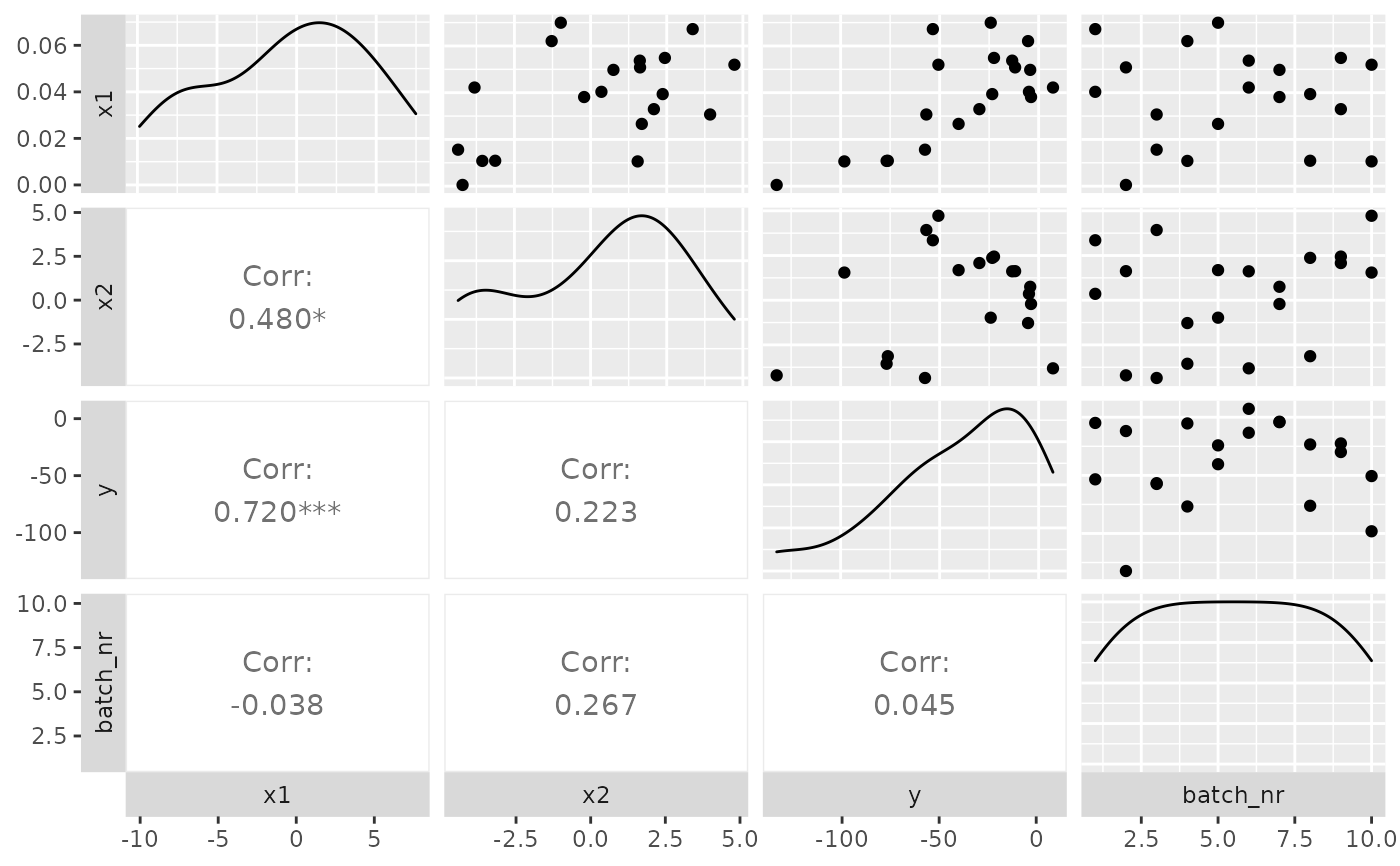 0.06
0.04
0.02
0.00
x1
5.0
2.5
0.0
-2.5
x2
Corr:
0.480*
0
-50
-100
y
Corr:
0.720***
Corr:
0.223
10.0
7.5
5.0
2.5
batch_nr
Corr:
-0.038
Corr:
0.267
Corr:
0.045
x1 x2 y batch_nr
-10 -5 0 5 -2.5 0.0 2.5 5.0 -100 -50 0 2.5 5.0 7.5 10.0